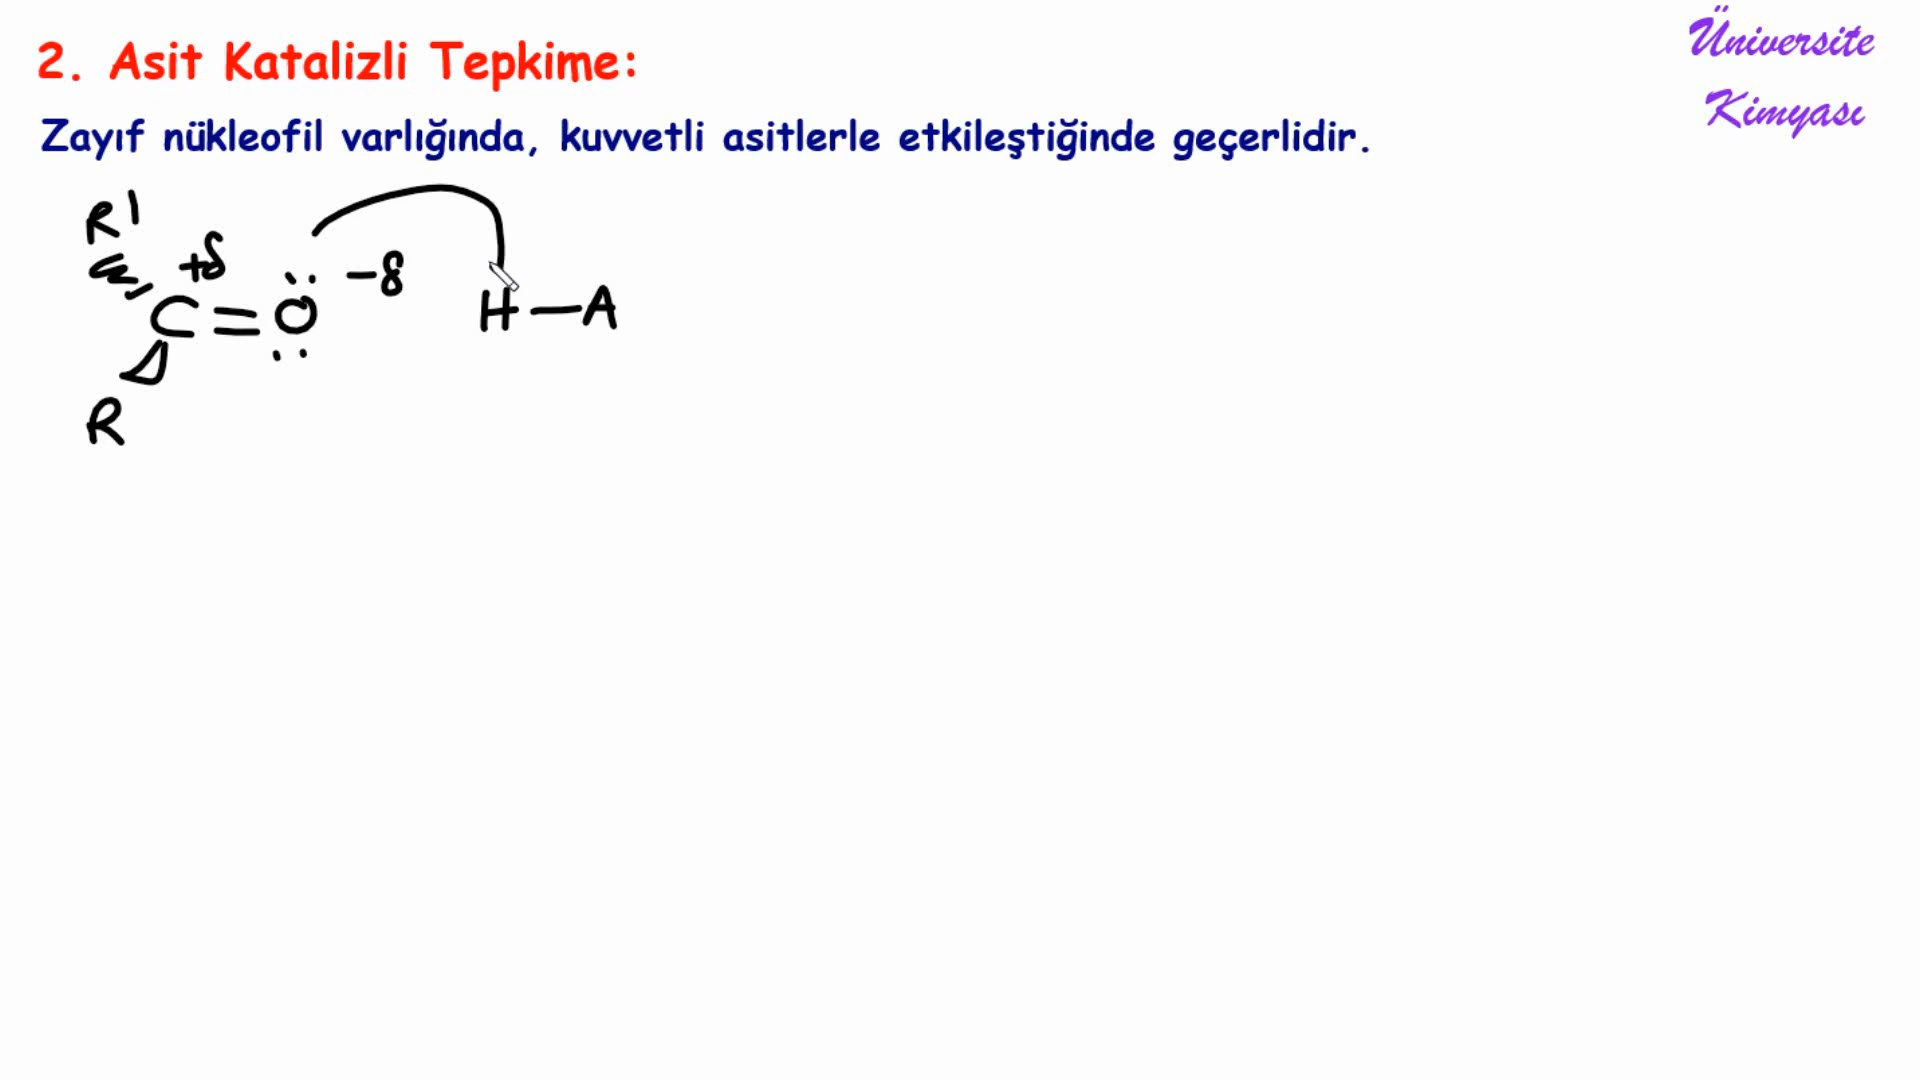 2. Asit Katalizli Tepkime:
Üniversite
Kimyası
Zayıf nükleofil varlığında, kuvvetli asitlerle etkileştiğinde geçerlidir.
R'
+δ
-δ
C=O
H-A
R